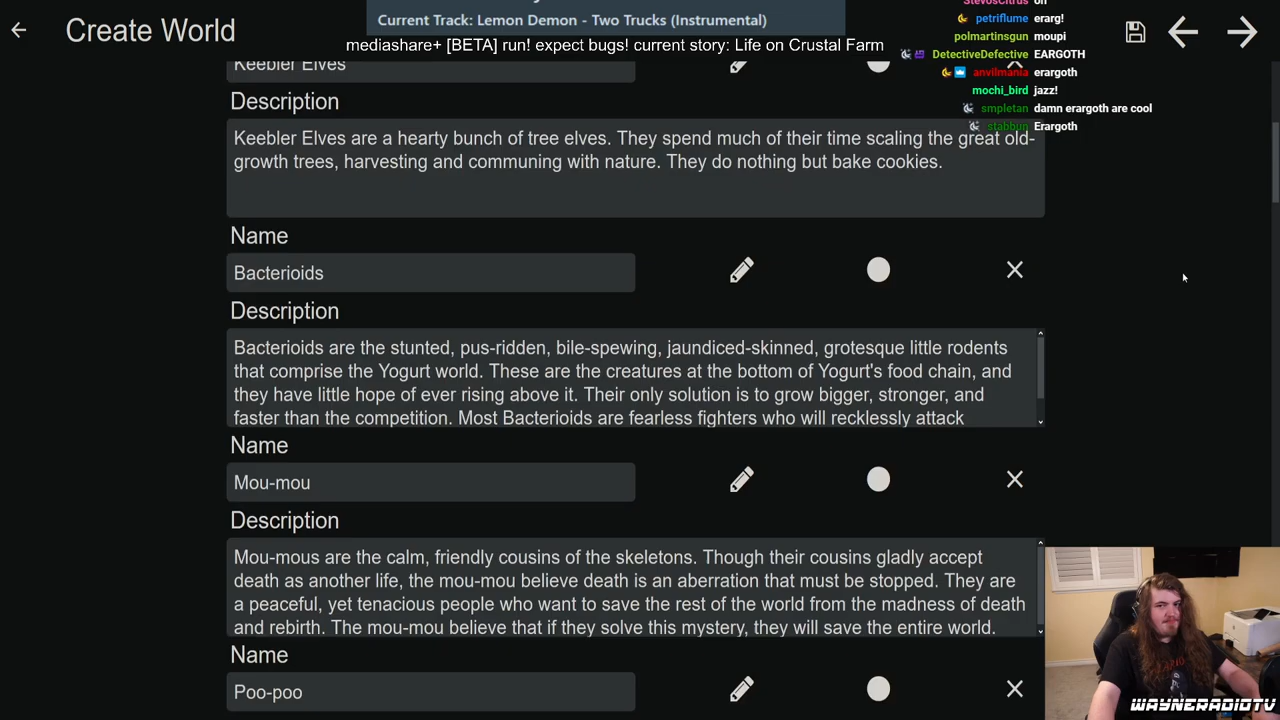 Create World
Current Track: Lemon Demon - Two Trucks (Instrumental)
mediashare+ [BETA] run! expect bugs! current story: Life on Crustal Farm
petriflume erarg!
polmartinsgun moupi
DetectiveDefective EARGOTH
anvilmania erargoth
mochi_bird jazz!
smpletan damn erargoth are cool
stabbun Erargoth
Keebler Elves
Description
Keebler Elves are a hearty bunch of tree elves. They spend much of their time scaling the great old-
growth trees, harvesting and communing with nature. They do nothing but bake cookies.
Name
Bacterioids
Description
Bacterioids are the stunted, pus-ridden, bile-spewing, jaundiced-skinned, grotesque little rodents
that comprise the Yogurt world. These are the creatures at the bottom of Yogurt's food chain, and
they have little hope of ever rising above it. Their only solution is to grow bigger, stronger, and
faster than the competition. Most Bacterioids are fearless fighters who will recklessly attack
Name
Mou-mou
Description
Mou-mous are the calm, friendly cousins of the skeletons. Though their cousins gladly accept
death as another life, the mou-mou believe death is an aberration that must be stopped. They are
a peaceful, yet tenacious people who want to save the rest of the world from the madness of death
and rebirth. The mou-mou believe that if they solve this mystery, they will save the entire world.
Name
Poo-poo
WAYNERADIOTV